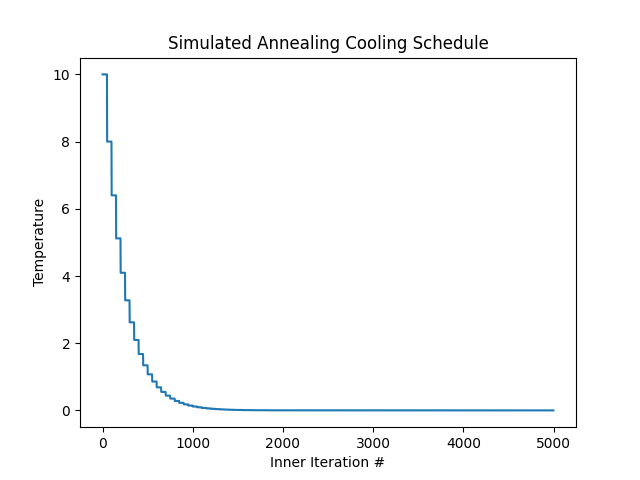 Simulated Annealing Cooling Schedule
10
8
6
4
2
0
Temperature
0 1000 2000 3000 4000 5000
Inner Iteration #